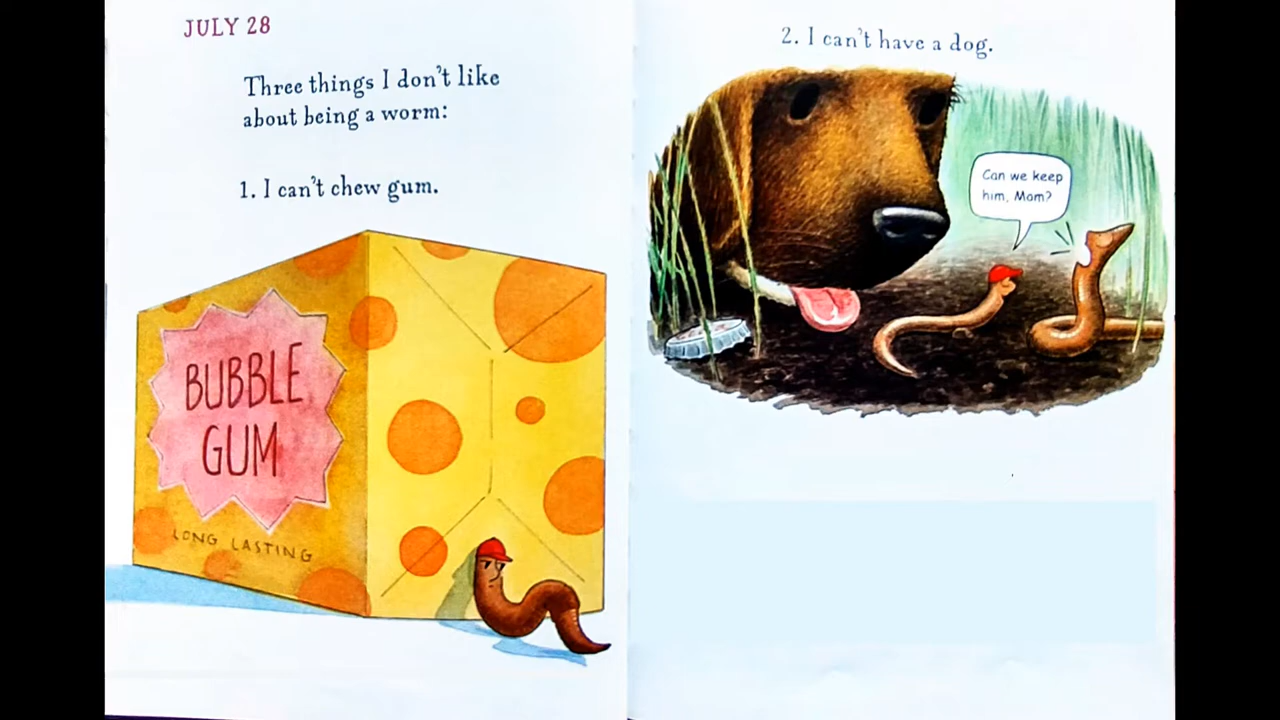 JULY 28
Three things I don't like
about being a worm:
1. I can't chew gum.
BUBBLE
GUM
LONG LASTING
2. I can't have a dog.
Can we keep
him, Mom?